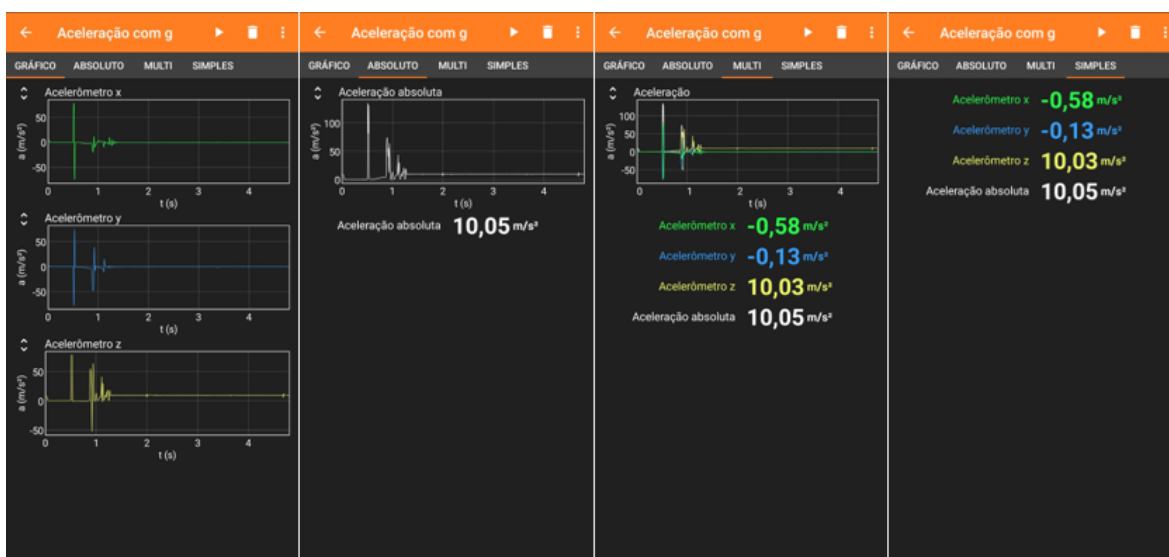 Aceleração com g
GRÁFICO ABSOLUTO MULTI SIMPLES
Acelerômetro x
a (m/s²)
50
0
-50
0 1 2 3 4
t (s)
Acelerômetro y
a (m/s²)
50
0
-50
0 1 2 3 4
t (s)
Acelerômetro z
a (m/s²)
50
0
-50
0 1 2 3 4
t (s)
Aceleração com g
GRÁFICO ABSOLUTO MULTI SIMPLES
Aceleração absoluta
a (m/s²)
100
50
0
0 1 2 3 4
t (s)
Aceleração absoluta 10,05 m/s²
Aceleração com g
GRÁFICO ABSOLUTO MULTI SIMPLES
Aceleração
a (m/s²)
100
50
0
-50
0 1 2 3 4
t (s)
Acelerômetro x -0,58 m/s²
Acelerômetro y -0,13 m/s²
Acelerômetro z 10,03 m/s²
Aceleração absoluta 10,05 m/s²
Aceleração com g
GRÁFICO ABSOLUTO MULTI SIMPLES
Acelerômetro x -0,58 m/s²
Acelerômetro y -0,13 m/s²
Acelerômetro z 10,03 m/s²
Aceleração absoluta 10,05 m/s²